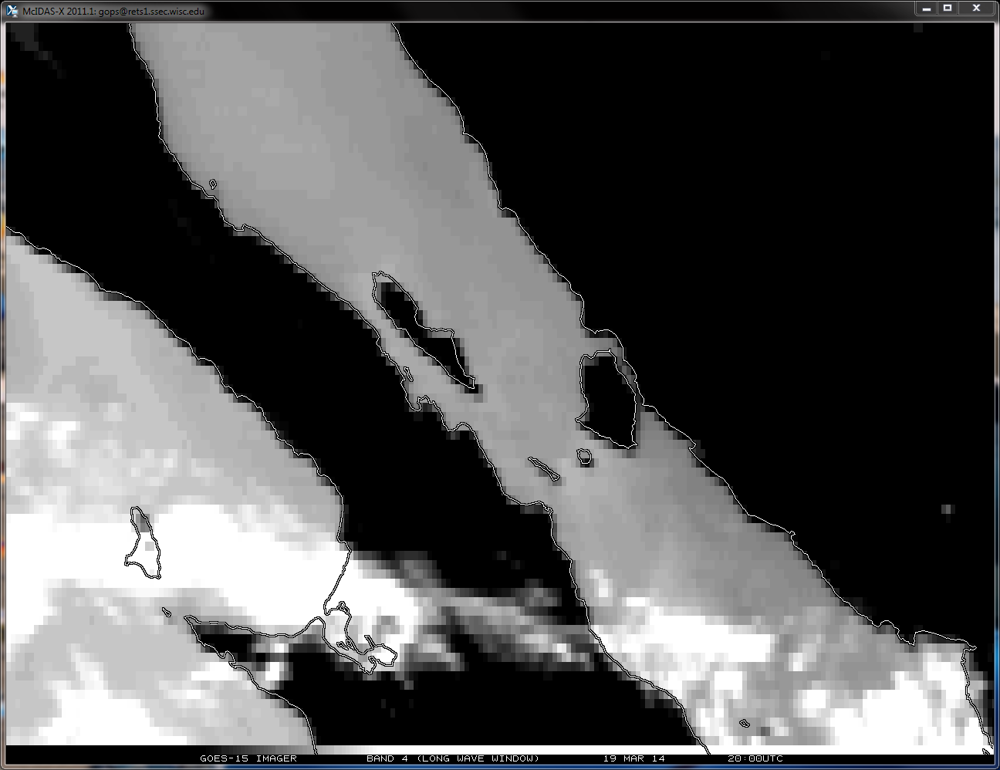 McIDAS-X 2011.1: gops@rets1.ssec.wisc.edu
GOES-15 IMAGER BAND 4 (LONG WAVE WINDOW) 19 MAR 14 20:00UTC